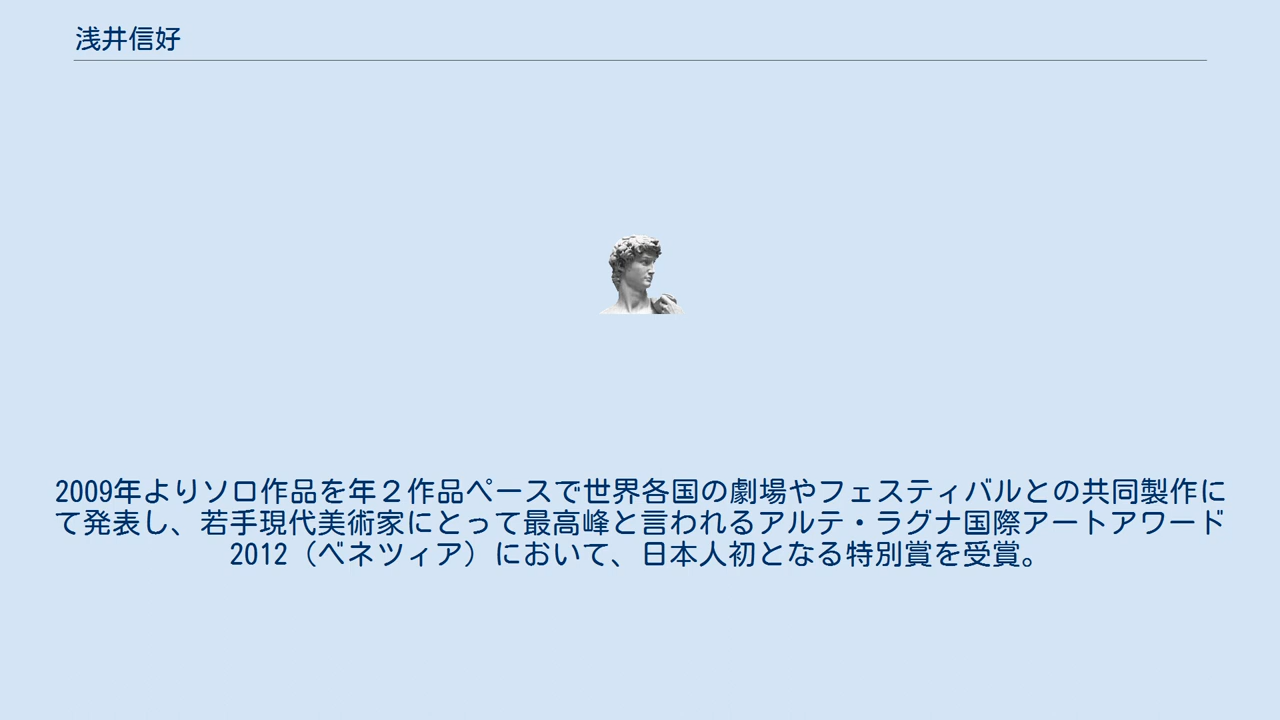 浅井信好
2009年よりソロ作品を年２作品ペースで世界各国の劇場やフェスティバルとの共同製作に
て発表し、若手現代美術家にとって最高峰と言われるアルテ・ラグナ国際アートアワード
2012（ベネツィア）において、日本人初となる特別賞を受賞。